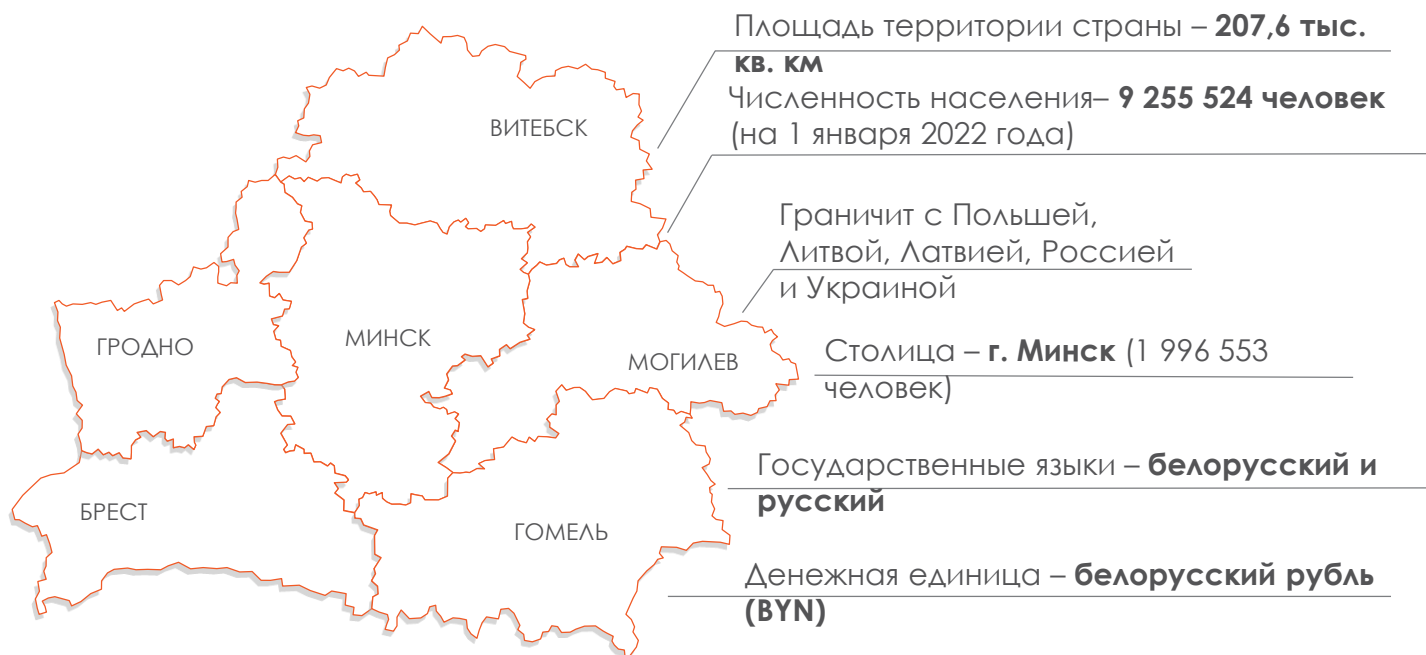 Площадь территории страны – 207,6 тыс.
кв. км
Численность населения– 9 255 524 человек
(на 1 января 2022 года)
ВИТЕБСК
Граничит с Польшей,
Литвой, Латвией, Россией
и Украиной
ГРОДНО
МИНСК
МОГИЛЕВ
Столица – г. Минск (1 996 553
человек)
Государственные языки – белорусский и
русский
БРЕСТ
ГОМЕЛЬ
Денежная единица – белорусский рубль
(BYN)